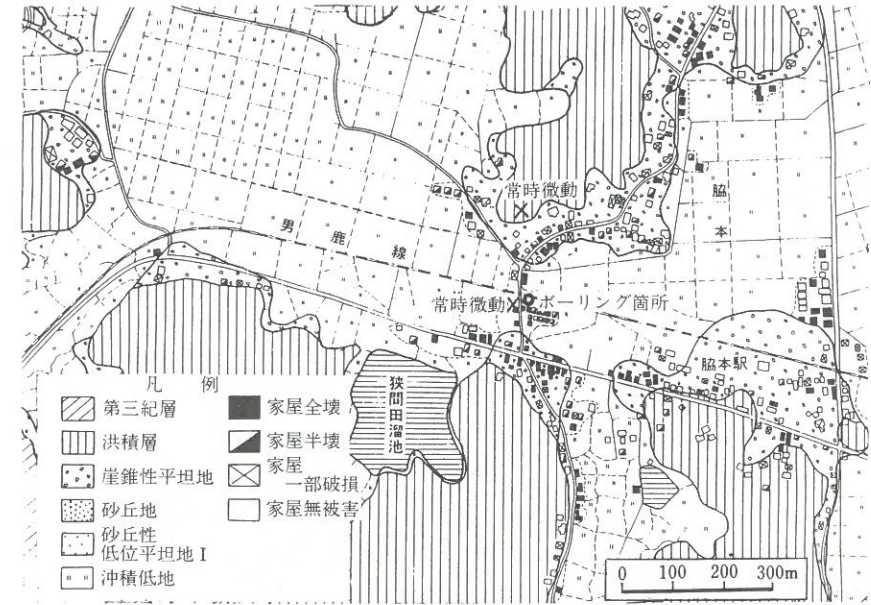 常時微動
脇本
男鹿線
常時微動
ボーリング箇所
脇本駅
狭間田溜池
凡例
第三紀層
洪積層
崖錐性平坦地
砂丘地
砂丘性
低位平坦地 I
沖積低地
家屋全壊
家屋半壊
家屋
一部破損
家屋無被害
0 100 200 300m